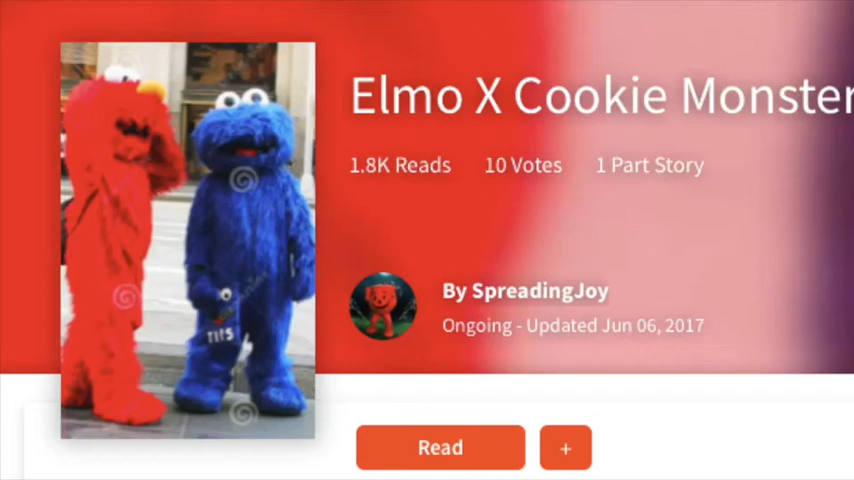 Elmo X Cookie Monster
1.8K Reads 10 Votes 1 Part Story
By SpreadingJoy
Ongoing - Updated Jun 06, 2017
TITS
Read
+